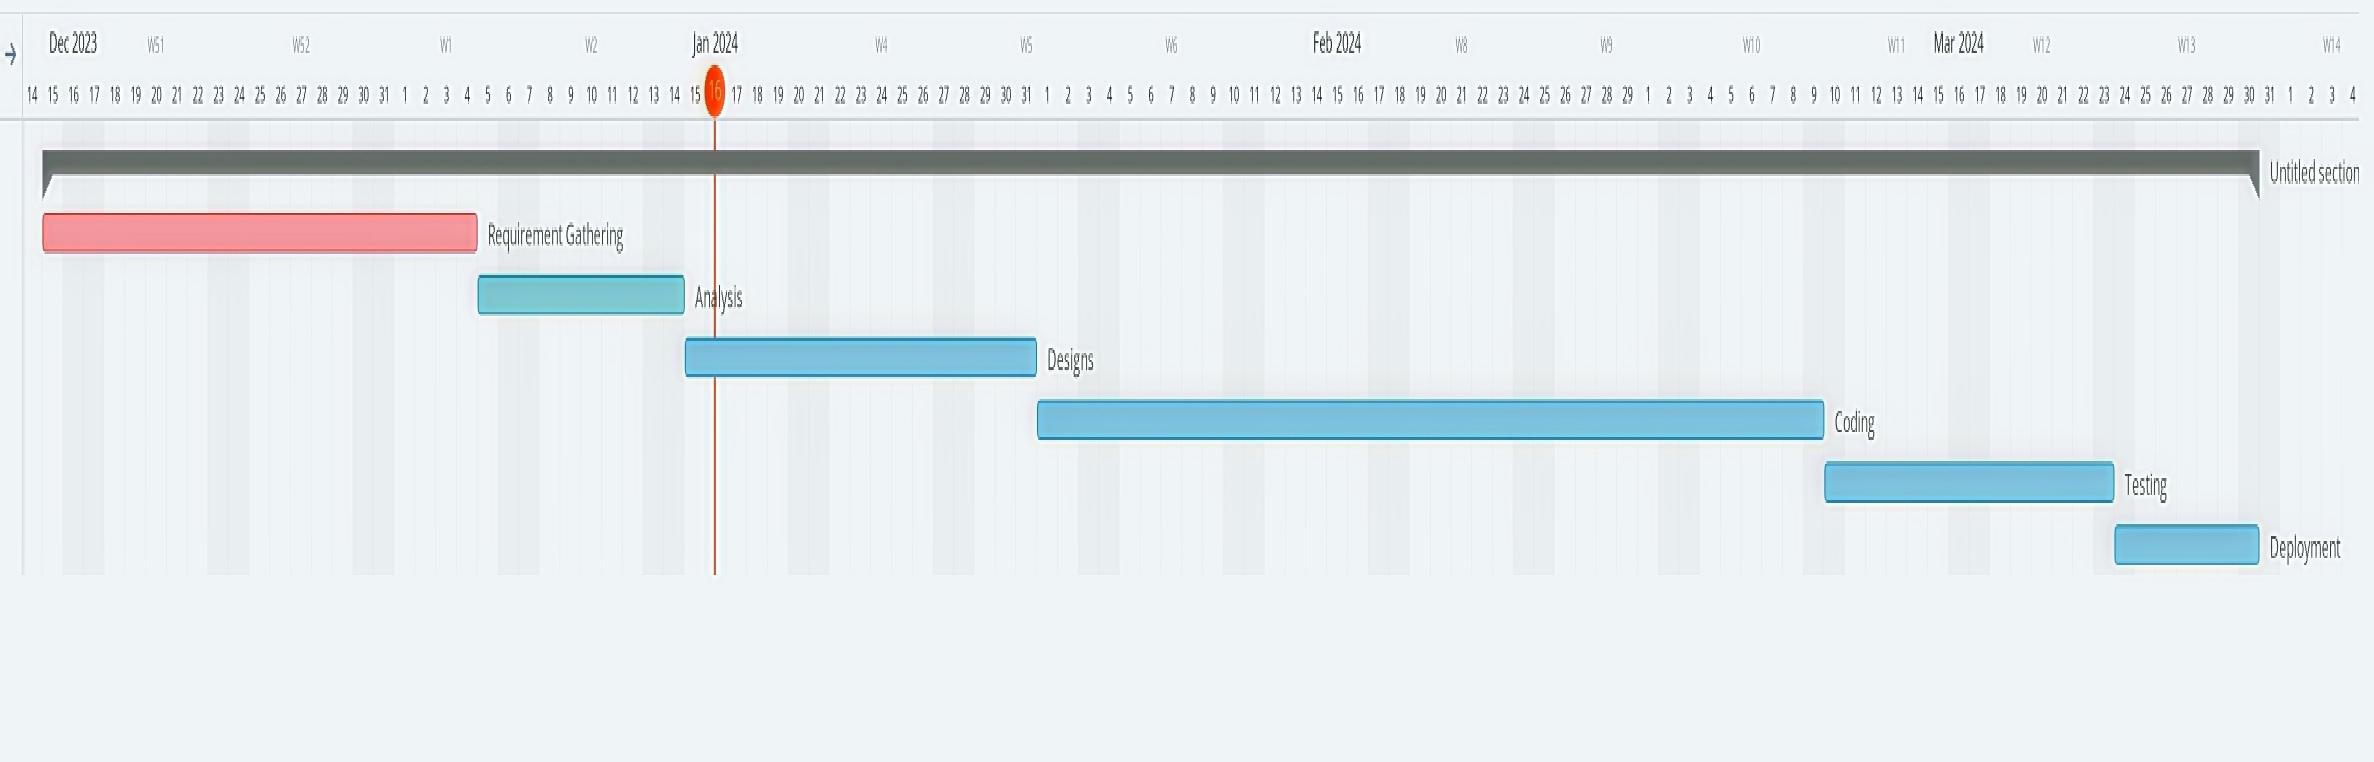 Dec 2023 W51 W52 W1 W2 Jan 2024 W4 W5 W6 Feb 2024 W8 W9 W10 W11 Mar 2024 W12 W13 W14
14 15 16 17 18 19 20 21 22 23 24 25 26 27 28 29 30 31 1 2 3 4 5 6 7 8 9 10 11 12 13 14 15 16 17 18 19 20 21 22 23 24 25 26 27 28 29 30 31 1 2 3 4 5 6 7 8 9 10 11 12 13 14 15 16 17 18 19 20 21 22 23 24 25 26 27 28 29 1 2 3 4 5 6 7 8 9 10 11 12 13 14 15 16 17 18 19 20 21 22 23 24 25 26 27 28 29 30 31 1 2 3 4
Untitled section
Requirement Gathering
Analysis
Designs
Coding
Testing
Deployment